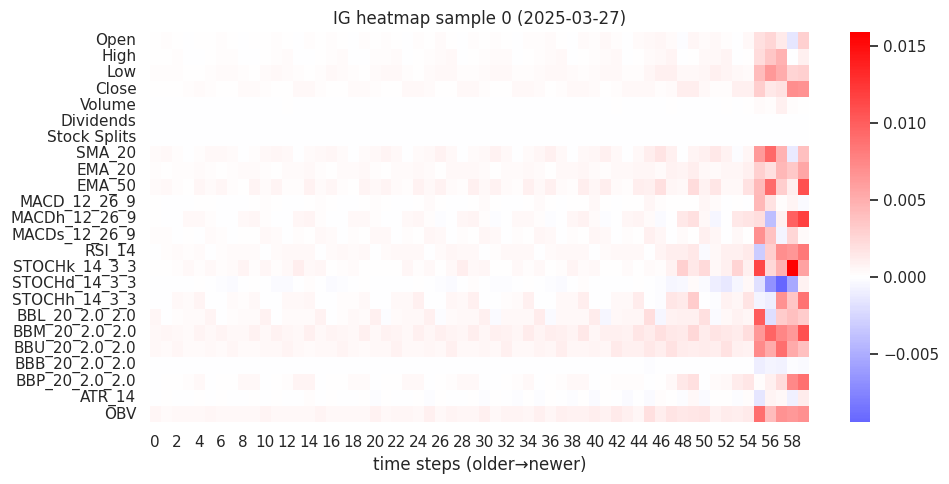 IG heatmap sample 0 (2025-03-27)
Open
High
Low
Close
Volume
Dividends
Stock Splits
SMA_20
EMA_20
EMA_50
MACD_12_26_9
MACDh_12_26_9
MACDs_12_26_9
RSI_14
STOCHk_14_3_3
STOCHd_14_3_3
STOCHh_14_3_3
BBL_20_2.0_2.0
BBM_20_2.0_2.0
BBU_20_2.0_2.0
BBB_20_2.0_2.0
BBP_20_2.0_2.0
ATR_14
OBV
0 2 4 6 8 10 12 14 16 18 20 22 24 26 28 30 32 34 36 38 40 42 44 46 48 50 52 54 56 58
time steps (older→newer)
0.015
0.010
0.005
0.000
−0.005